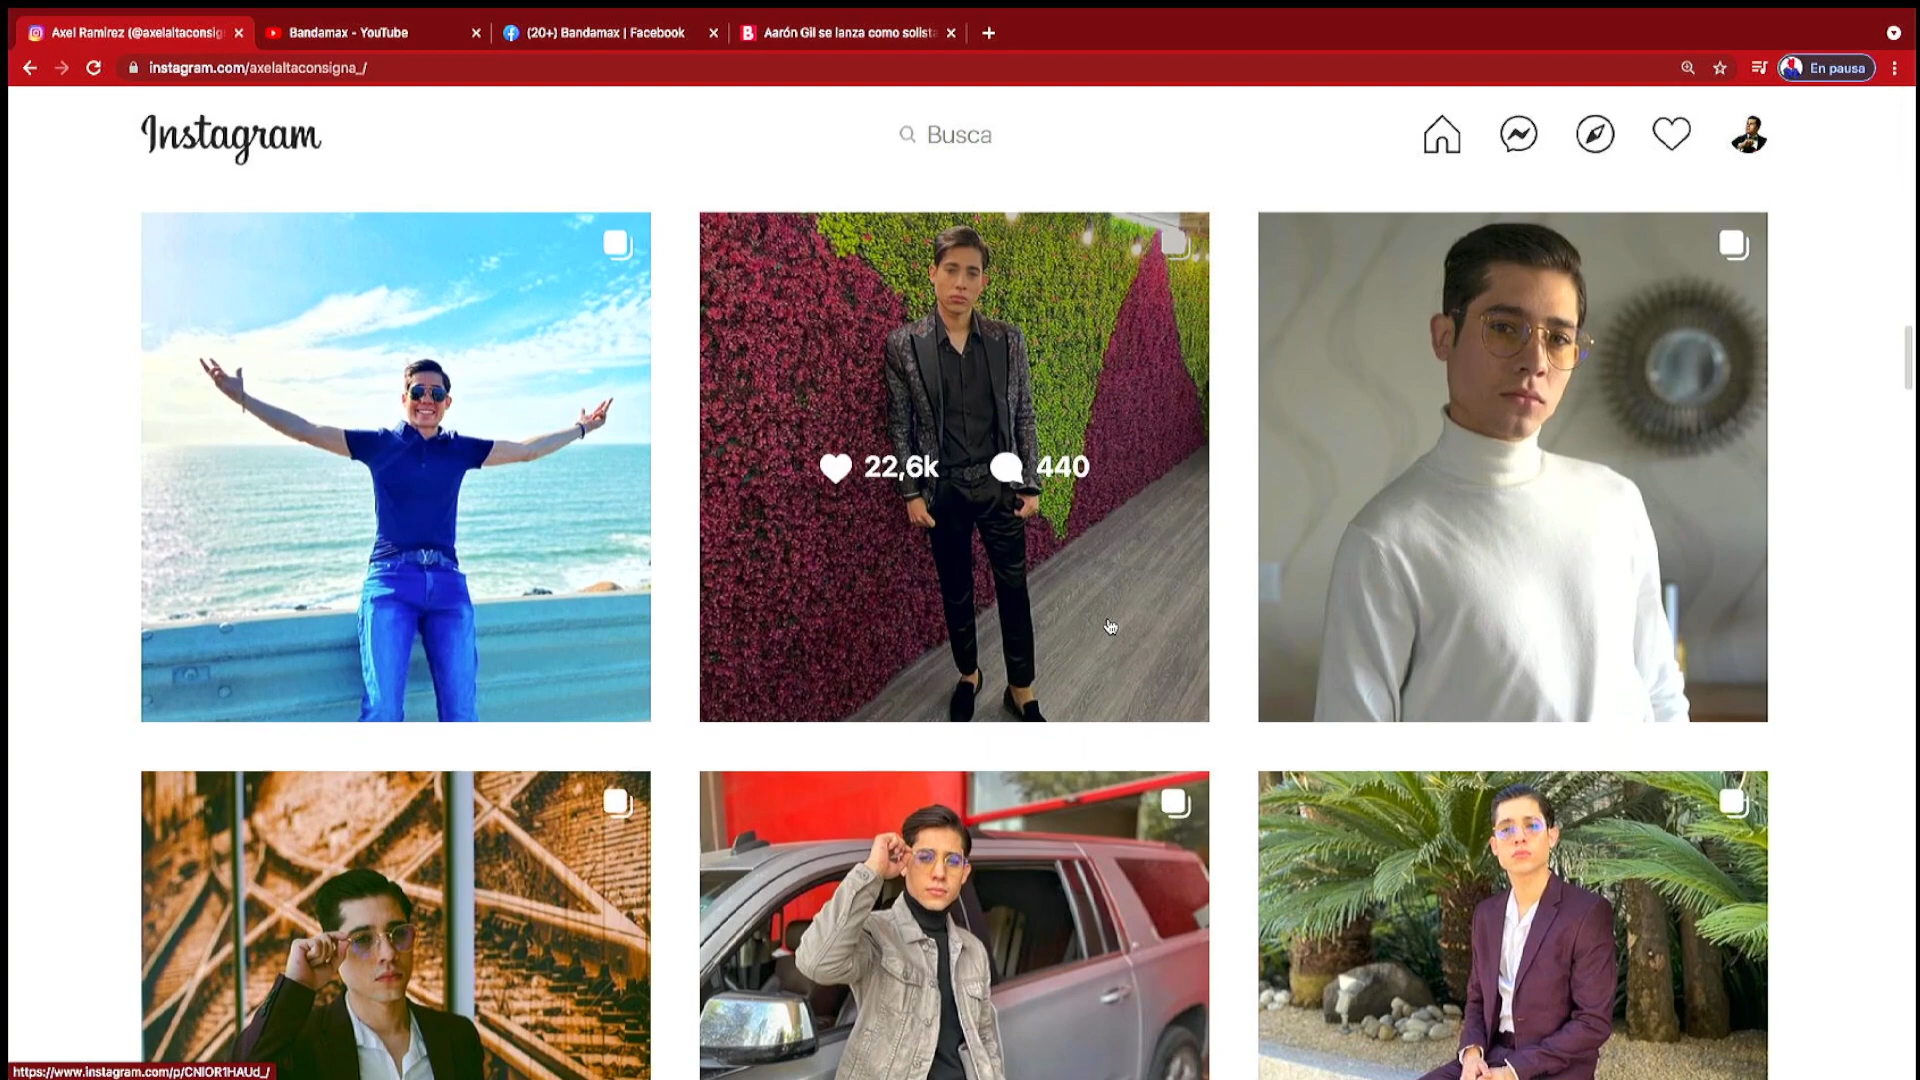 Axel Ramírez (@axelaltaconsig
Bandamax - YouTube
(20+) Bandamax | Facebook
Aarón Gil se lanza como solist
instagram.com/axelaltaconsigna_/
En pausa
Instagram
Busca
22,6k
440
https://www.instagram.com/p/CNIOR1HAUd_/